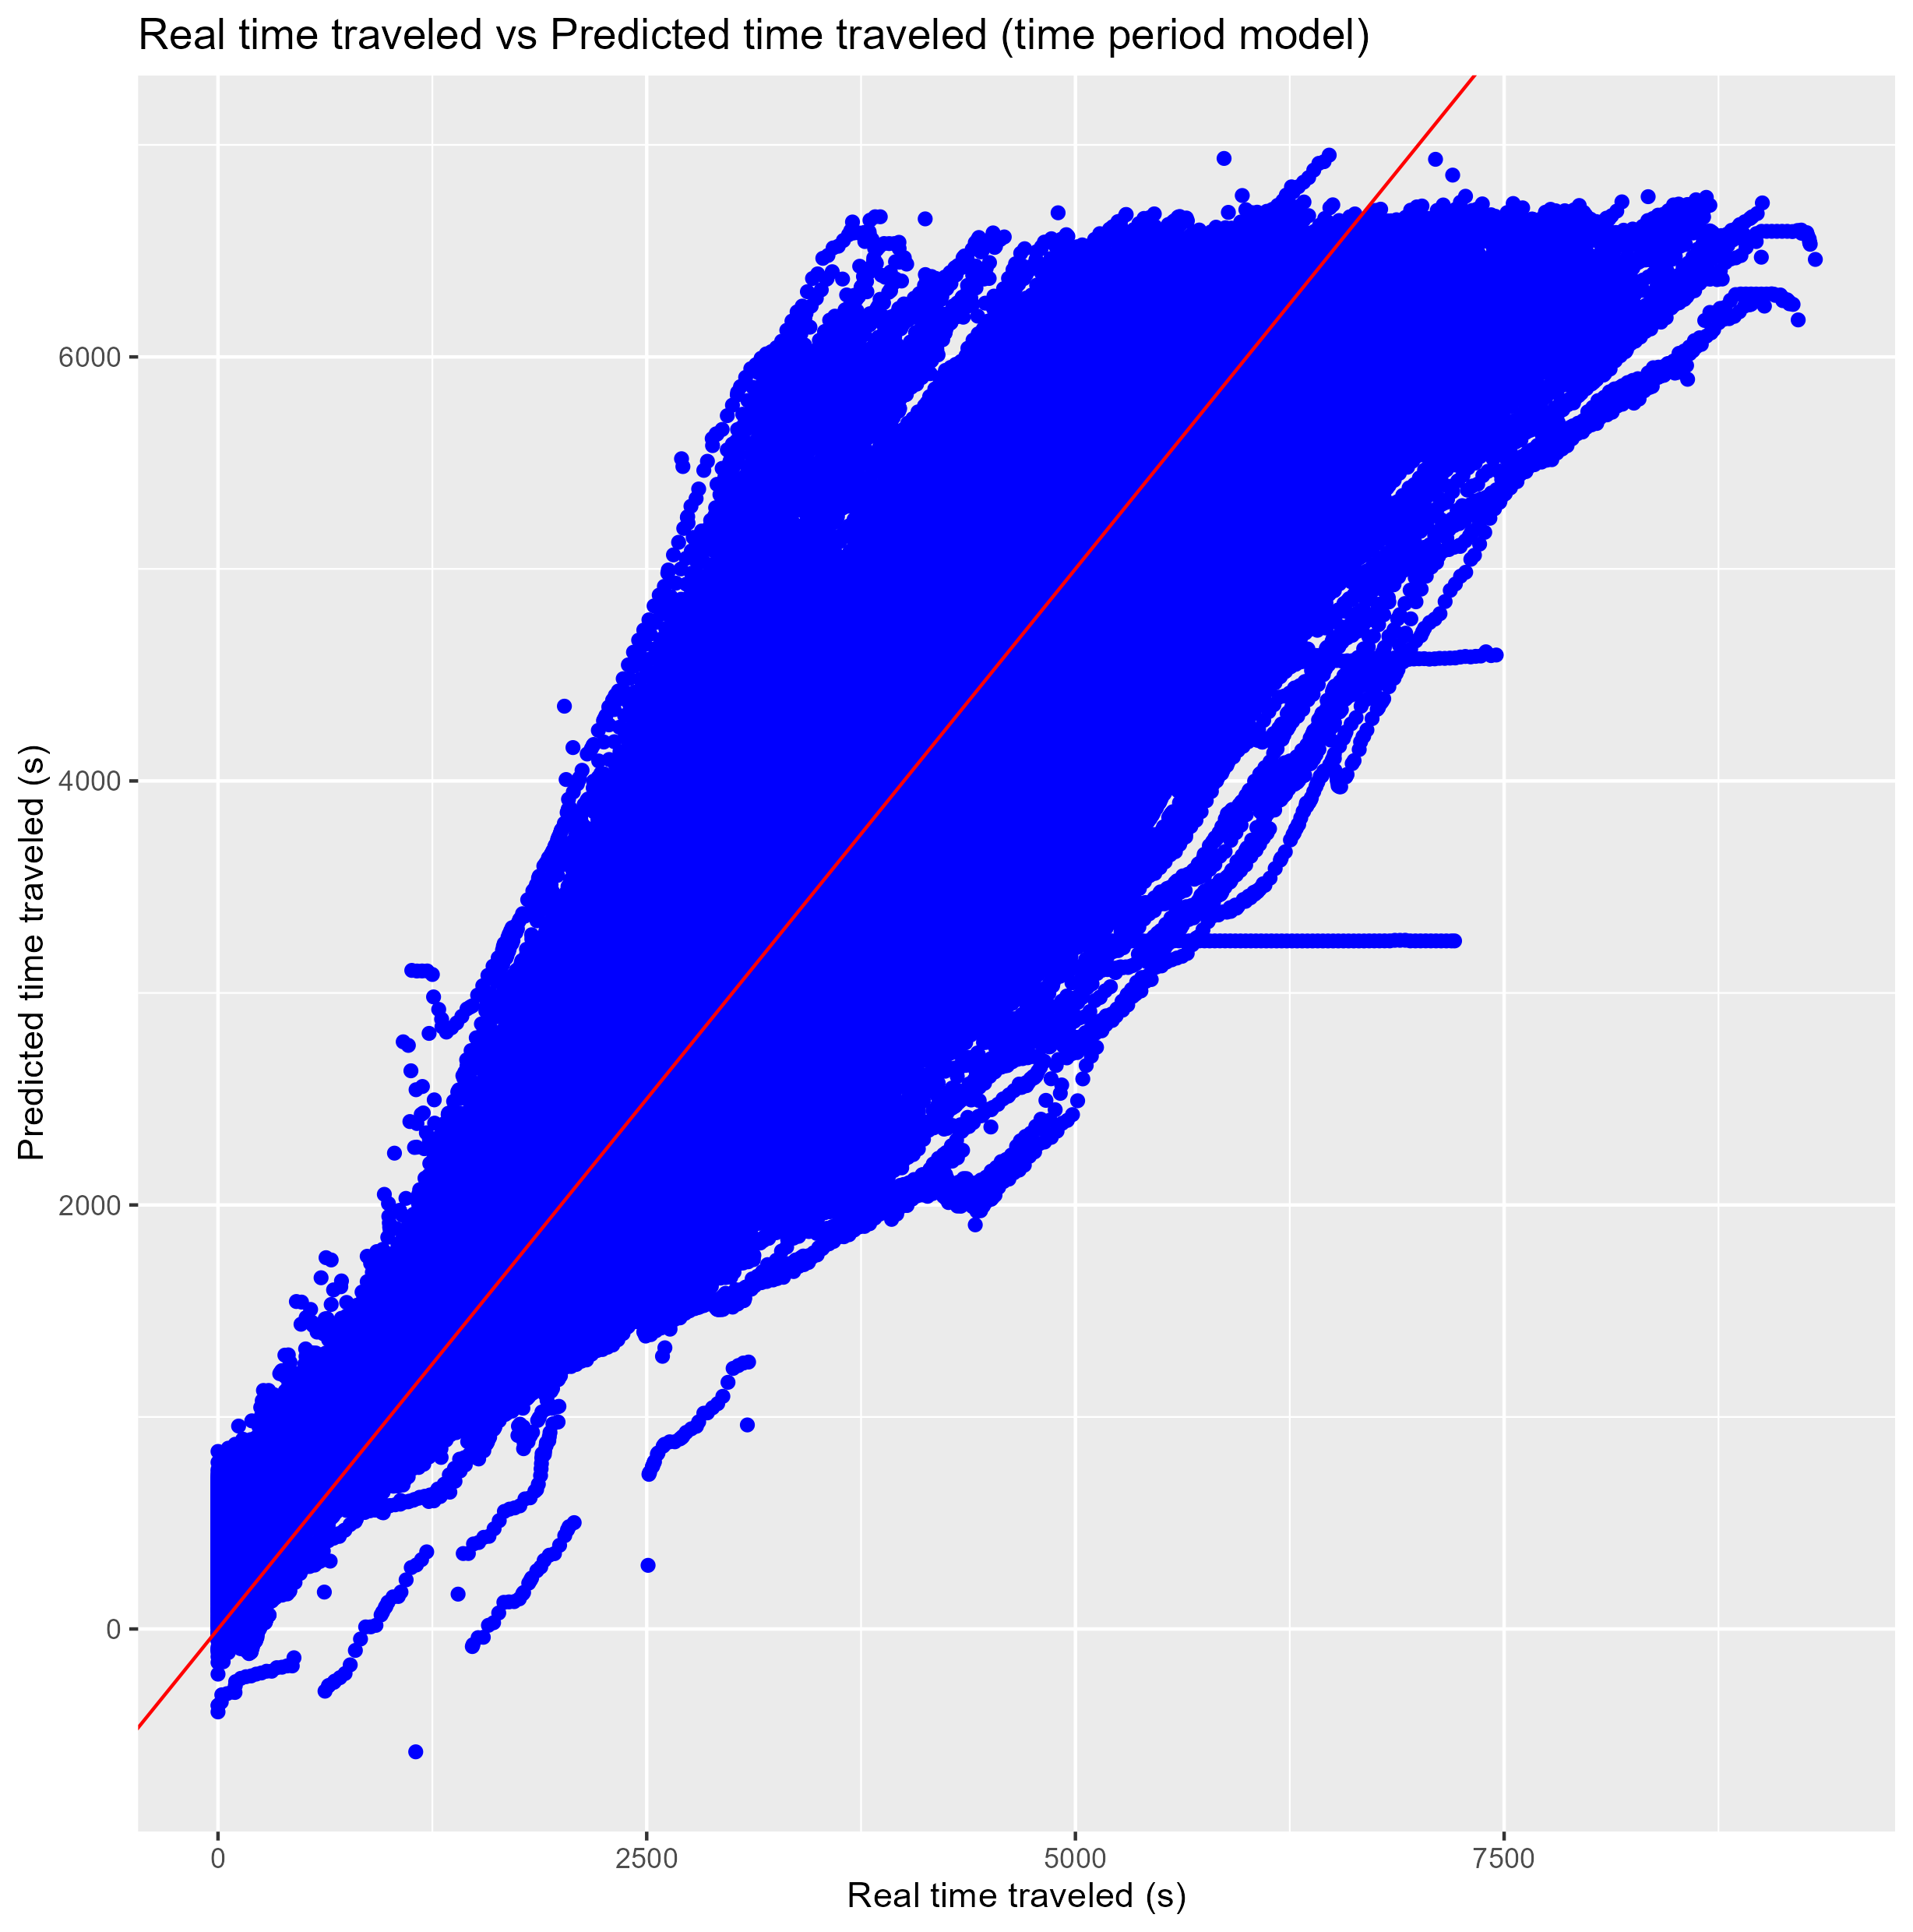 Real time traveled vs Predicted time traveled (time period model)
Predicted time traveled (s)
6000
4000
2000
0
0
2500
5000
7500
Real time traveled (s)